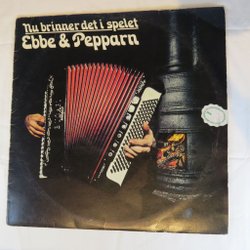 Nu brinner det i spelet
Ebbe & Pepparn